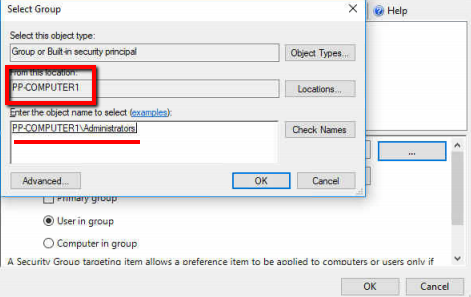 Select Group
Help
Select this object type:
Group or Built-in security principal
Object Types...
From this location:
PP-COMPUTER1
Locations...
Enter the object name to select (examples):
PP-COMPUTER1\Administrators
Check Names
Advanced...
OK
Cancel
...
Primary group
User in group
Computer in group
A Security Group targeting item allows a preference item to be applied to computers or users only if
OK
Cancel